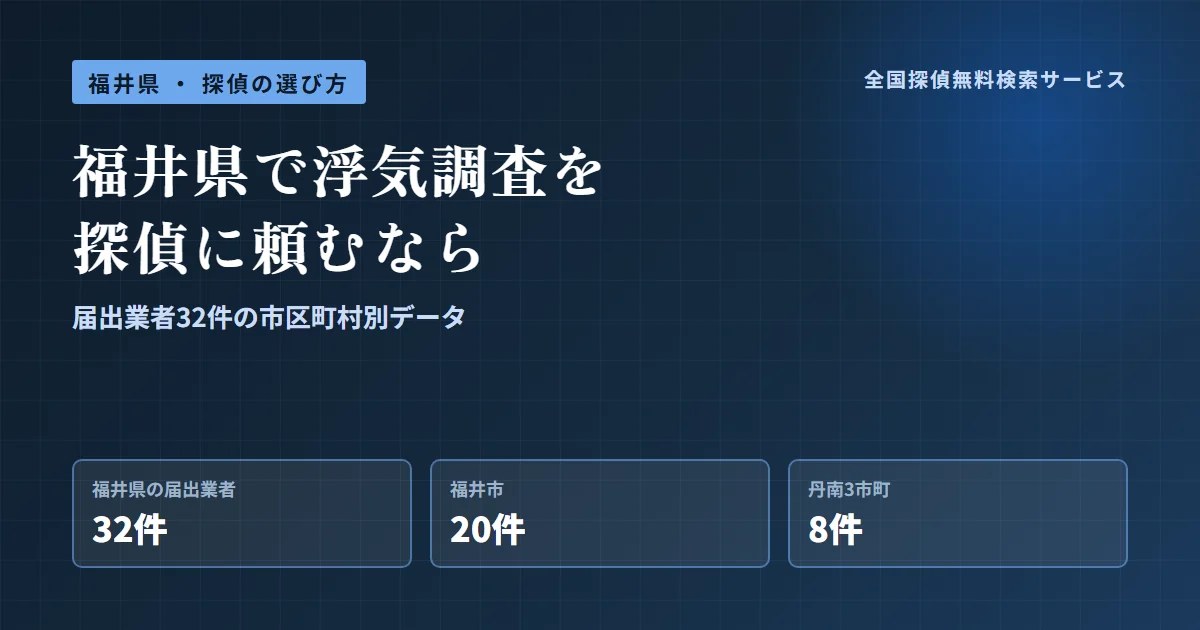 福井県 ・ 探偵の選び方
全国探偵無料検索サービス
福井県で浮気調査を
探偵に頼むなら
届出業者32件の市区町村別データ
福井県の届出業者
32件
福井市
20件
丹南3市町
8件